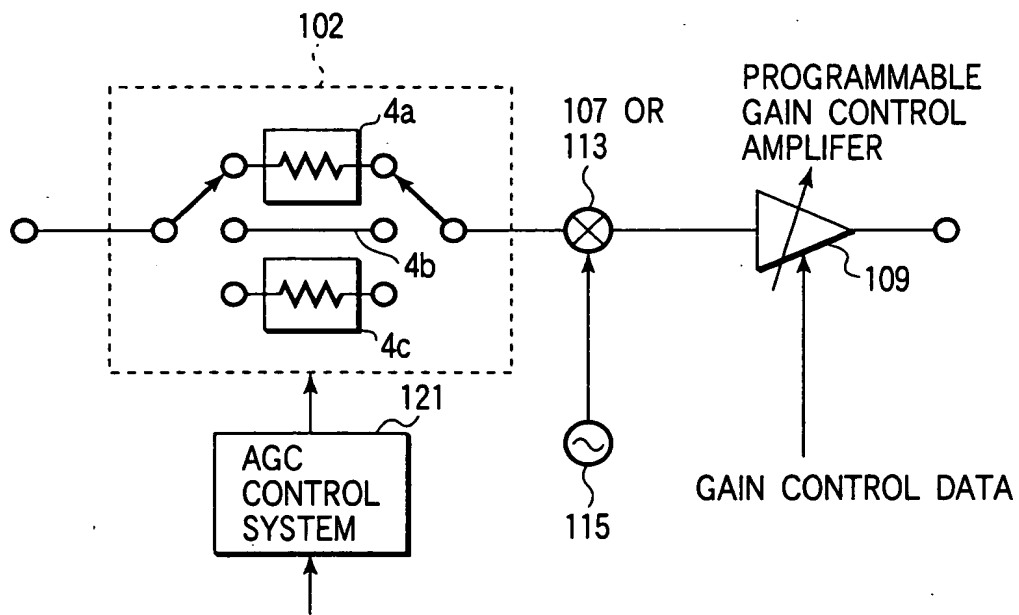 102
4a
4b
4c
107 OR
113
PROGRAMMABLE
GAIN CONTROL
AMPLIFER
109
121
AGC
CONTROL
SYSTEM
115
GAIN CONTROL DATA